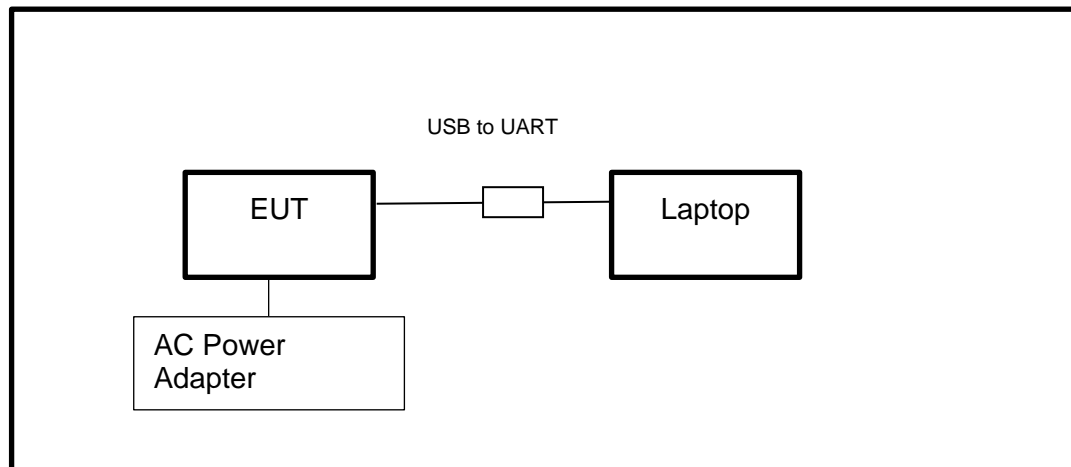 USB to UART
EUT
Laptop
AC Power
Adapter